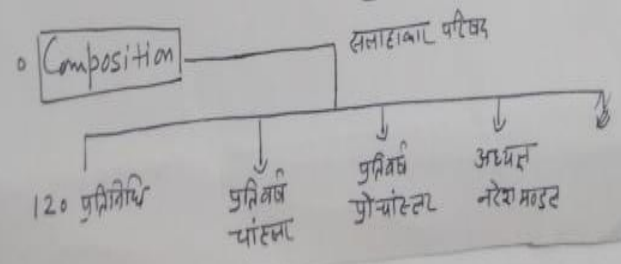 Composition
सलाहकार परिषद
120 प्रतिनिधि
प्रतिवर्ष
चांसलर
प्रतिवर्ष
प्रो चांसलर
अध्यक्ष
नरेश मण्डल